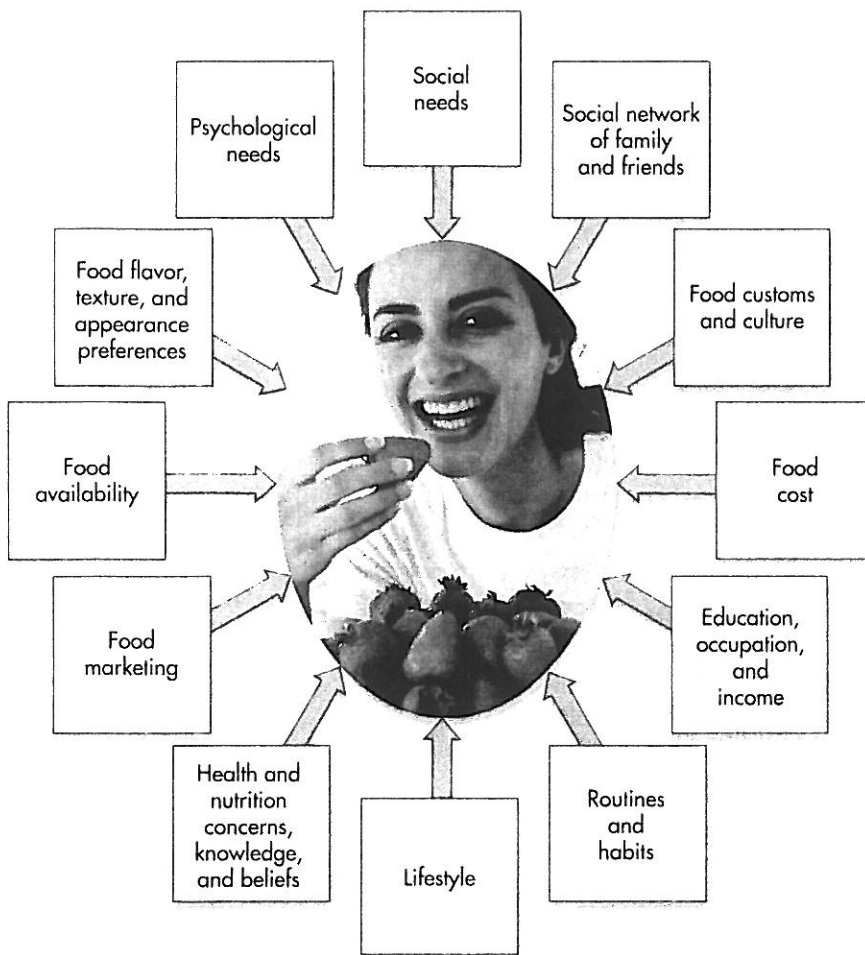 Social
needs
Social network
of family
and friends
Food customs
and culture
Food
cost
Education,
occupation,
and
income
Routines
and
habits
Lifestyle
Health and
nutrition
concerns,
knowledge,
and beliefs
Food
marketing
Food
availability
Food flavor,
texture, and
appearance
preferences
Psychological
needs